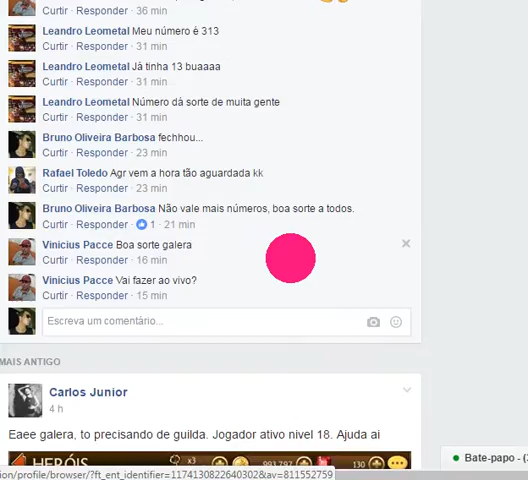 Curtir · Responder · 36 min
Leandro Leometal Meu número é 313
Curtir · Responder · 31 min
Leandro Leometal Já tinha 13 buaaaa
Curtir · Responder · 31 min
Leandro Leometal Número dá sorte de muita gente
Curtir · Responder · 31 min
Bruno Oliveira Barbosa fechhou...
Curtir · Responder · 23 min
Rafael Toledo Agr vem a hora tão aguardada kk
Curtir · Responder · 23 min
Bruno Oliveira Barbosa Não vale mais números, boa sorte a todos.
Curtir · Responder · 1 · 21 min
Vinicius Pacce Boa sorte galera
Curtir · Responder · 16 min
Vinicius Pacce Vai fazer ao vivo?
Curtir · Responder · 15 min
Escreva um comentário...
MAIS ANTIGO
Carlos Junior
4 h
Eaee galera, to precisando de guilda. Jogador ativo nivel 18. Ajuda ai
HERÓIS x3 993,797 130
Bate-papo - (
ion/profile/browser/?ft_ent_identifier=1174130822640302&av=811552759